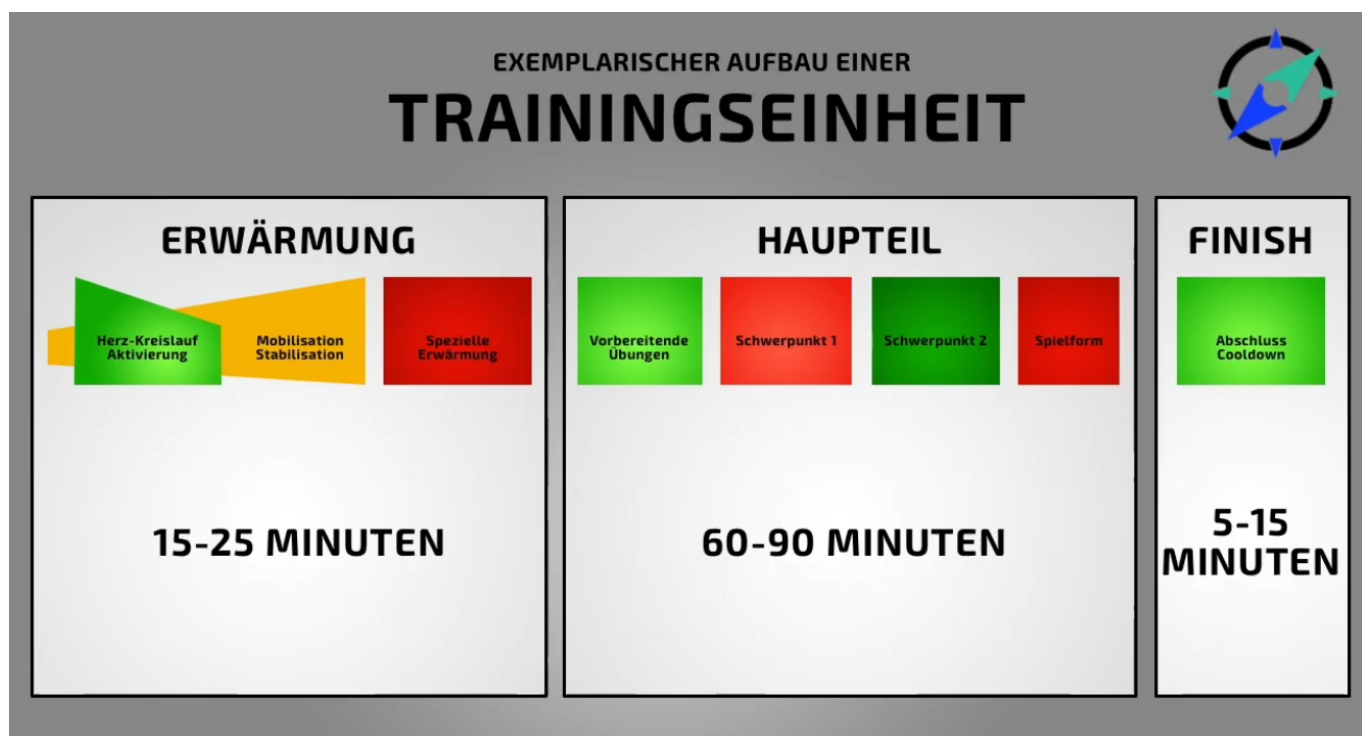 EXEMPLARISCHER AUFBAU EINER
TRAININGSEINHEIT
ERWÄRMUNG
Herz-Kreislauf
Aktivierung
Mobilisation
Stabilisation
Spezielle
Erwärmung
15-25 MINUTEN
HAUPTEIL
Vorbereitende
Übungen
Schwerpunkt 1
Schwerpunkt 2
Spielform
60-90 MINUTEN
FINISH
Abschluss
Cooldown
5-15
MINUTEN